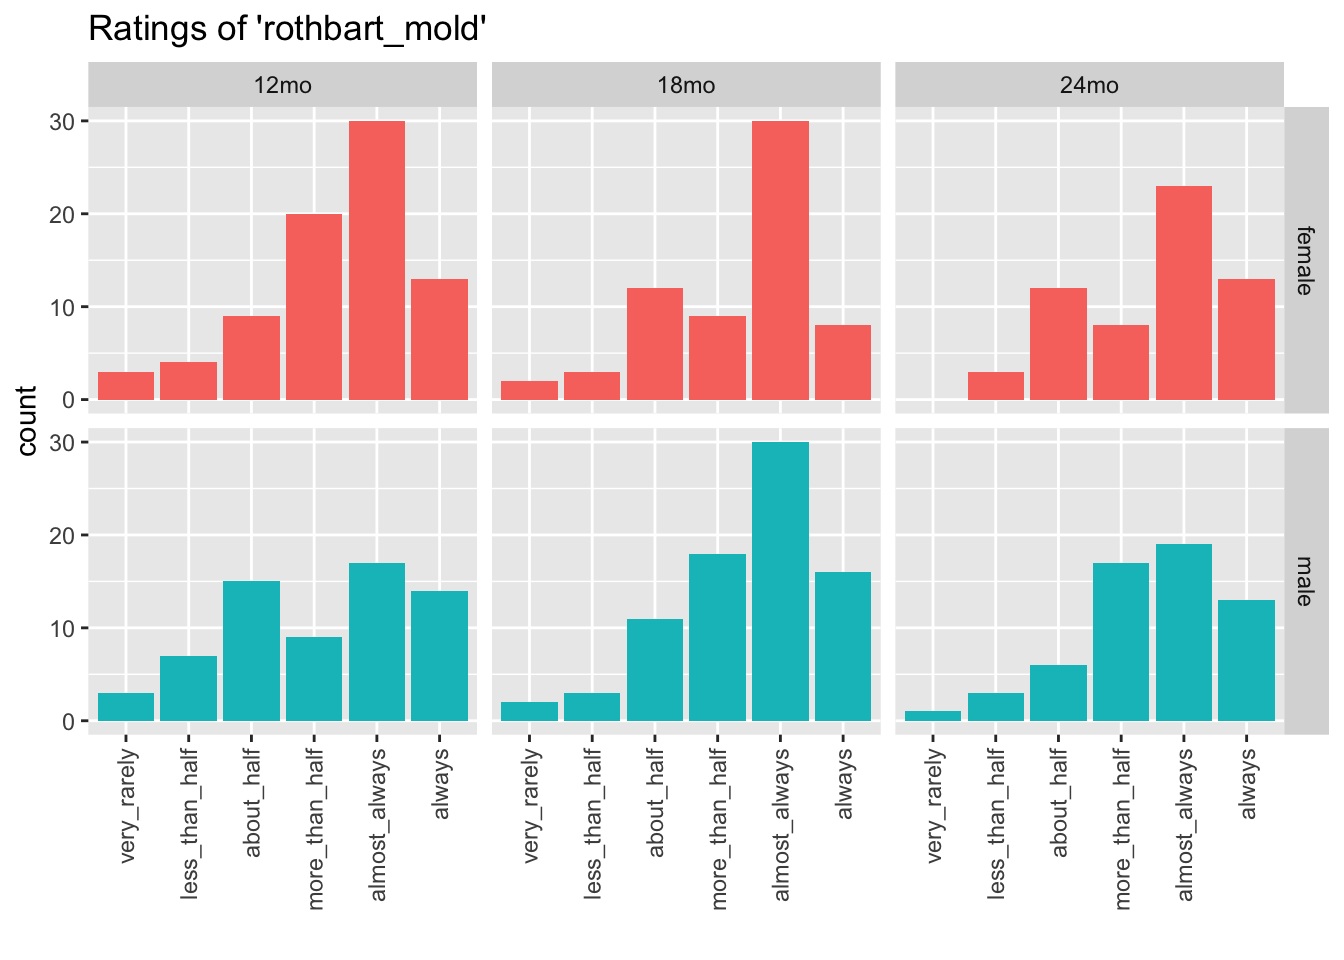 Ratings of 'rothbart_mold'
12mo 18mo 24mo
30
20
10
0
female
count
30
20
10
0
male
very_rarely less_than_half about_half more_than_half almost_always always very_rarely less_than_half about_half more_than_half almost_always always very_rarely less_than_half about_half more_than_half almost_always always